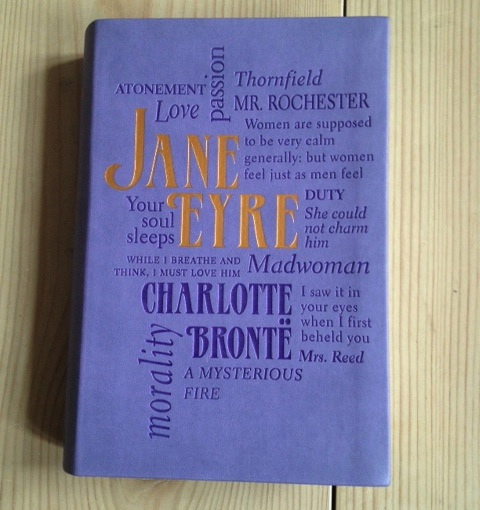 ATONEMENT
Love
passion
Thornfield
MR. ROCHESTER
Women are supposed
to be very calm
generally: but women
feel just as men feel
JANE
EYRE
Your
soul
sleeps
DUTY
She could
not charm
him
WHILE I BREATHE AND
THINK, I MUST LOVE HIM
Madwoman
CHARLOTTE
BRONTË
I saw it in
your eyes
when I first
beheld you
Mrs. Reed
morality
A MYSTERIOUS
FIRE